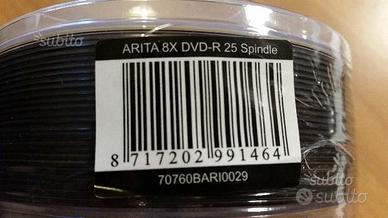 subito
ARITA 8X DVD-R 25 Spindle
8 717202 991464
70760BARI0029
subito
subito